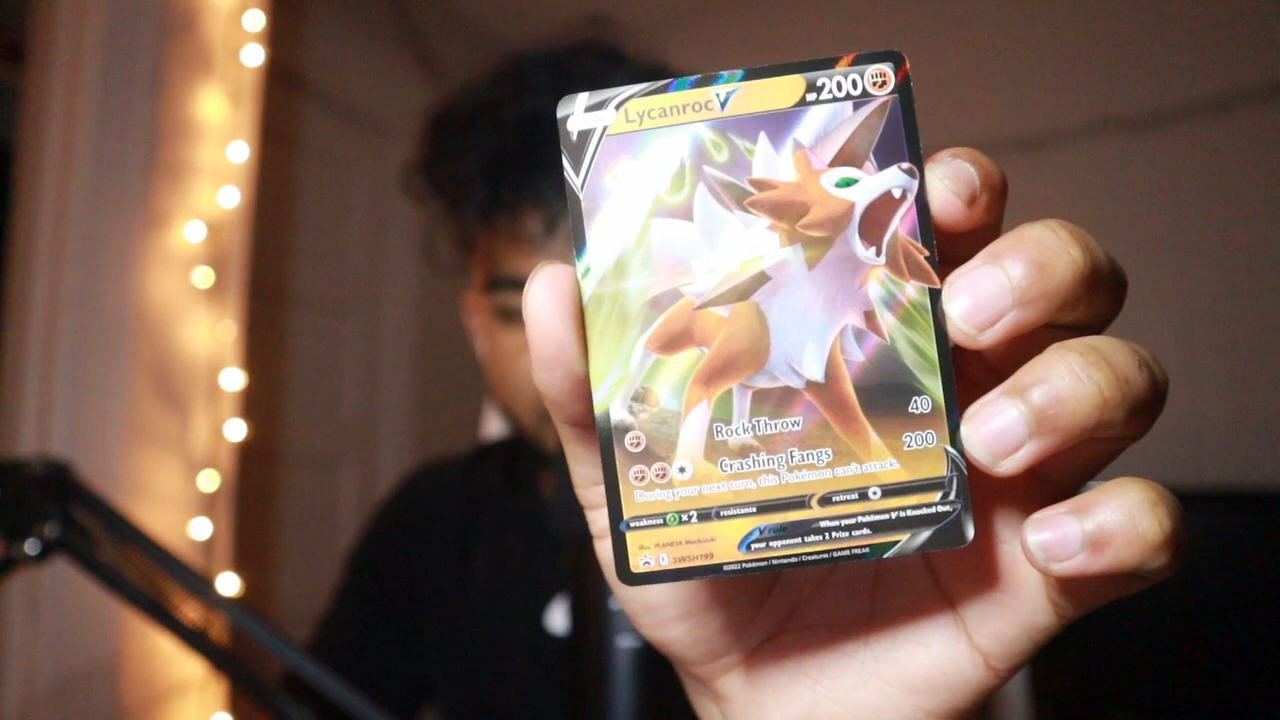 Lycanroc V HP 200
Rock Throw 40
Crashing Fangs 200
During your next turn, this Pokémon can't attack.
weakness ×2 resistance retreat
V rule When your Pokémon V is Knocked Out,
your opponent takes 2 Prize cards.
Illus. PLANETA Mochizuki
SWSH199
©2022 Pokémon / Nintendo / Creatures / GAME FREAK